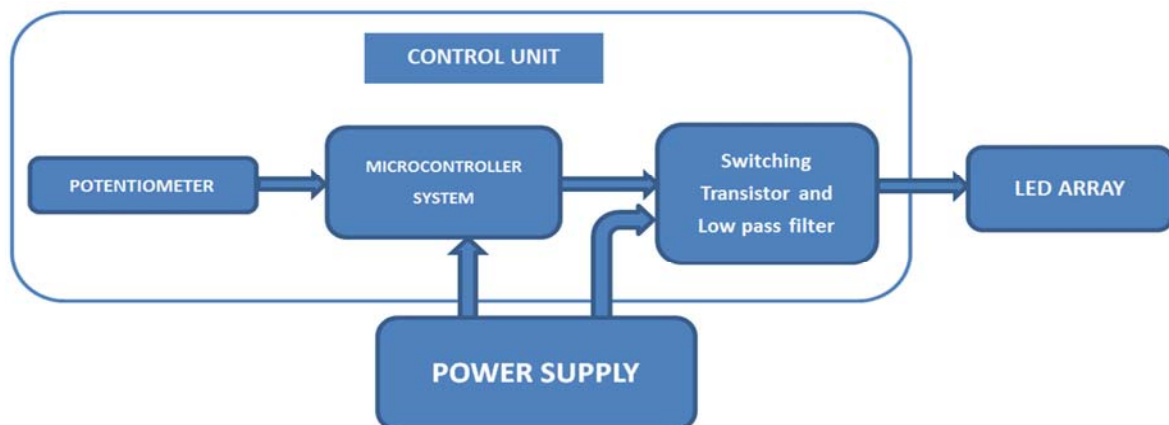 CONTROL UNIT
POTENTIOMETER
MICROCONTROLLER
SYSTEM
Switching
Transistor and
Low pass filter
LED ARRAY
POWER SUPPLY